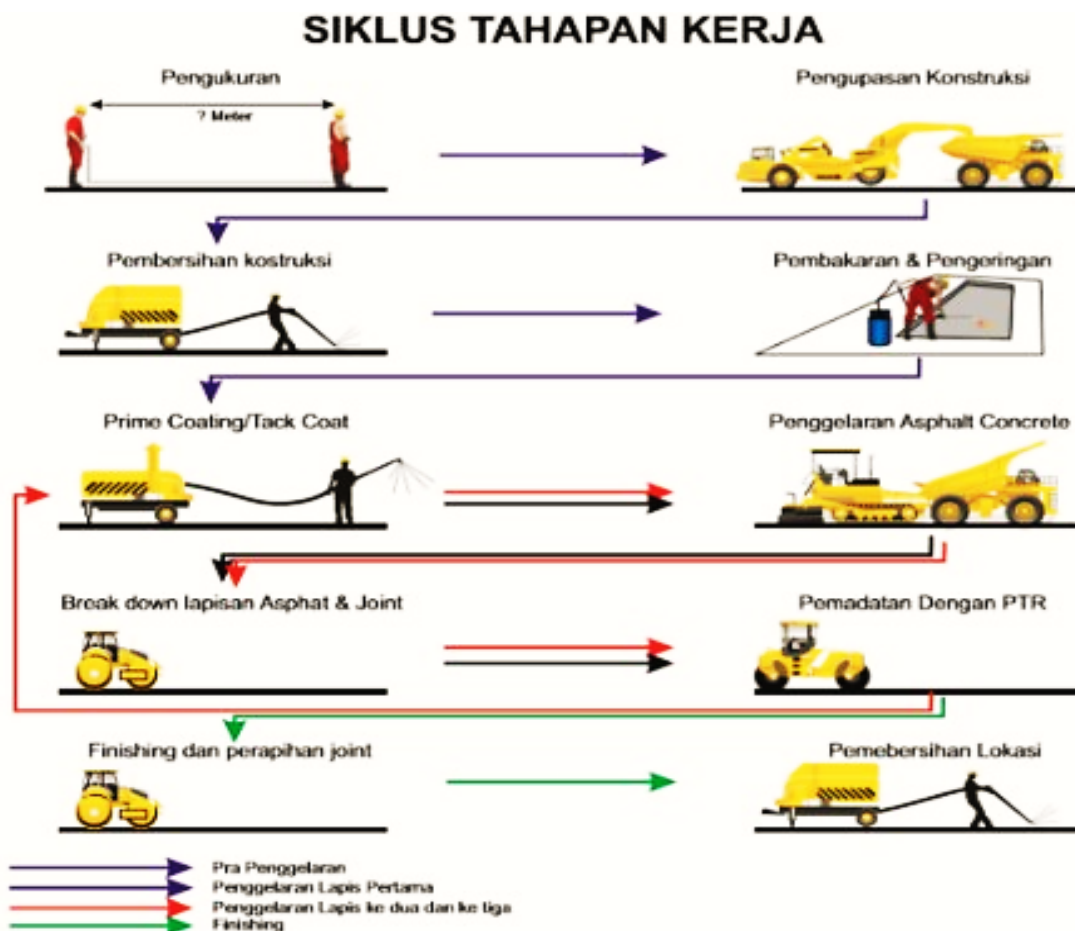 SIKLUS TAHAPAN KERJA
Pengukuran
? Meter
Pengupasan Konstruksi
Pembersihan kostruksi
Pembakaran & Pengeringan
Prime Coating/Tack Coat
Penggelaran Asphalt Concrete
Break down lapisan Asphat & Joint
Pemadatan Dengan PTR
Finishing dan perapihan joint
Pemebersihan Lokasi
Pra Penggelaran
Penggelaran Lapis Pertama
Penggelaran Lapis ke dua dan ke tiga
Finishing